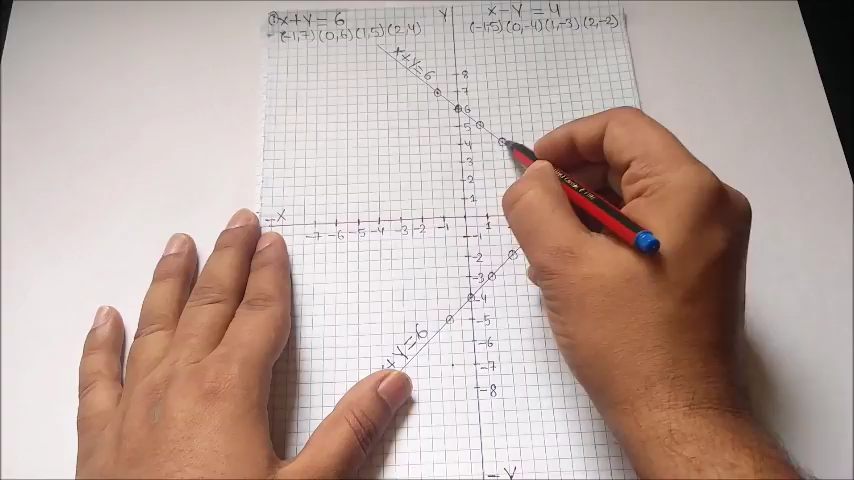 ① x+y=6
(-1,7) (0,6) (1,5) (2,4)
Y
x-y=4
(-1,5) (0,-4) (1,-3) (2,-2)
x+y=6
8
7
6
5
4
3
2
1
-X
-7 -6 -5 -4 -3 -2 -1 1
-1
-2
-3
-4
-5
-6
-7
-8
x y=6
-Y